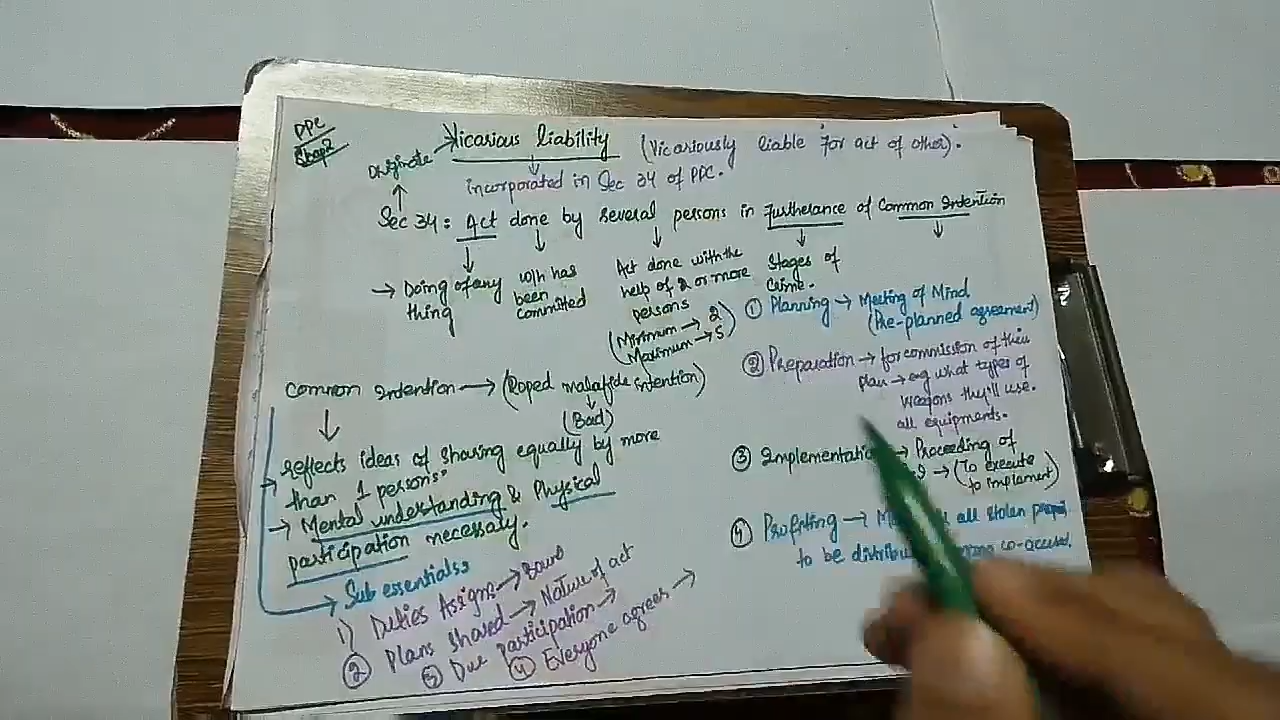 PPC
Vicarious liability (Vicariously liable "for act of other).
Originate
incorporated in Sec 34 of PPC.
Sec 34: Act done by several persons in Furtherance of Common Intention
→ Doing of any thing
w/h has been committed
Act done with the help of 2 or more persons
(Minimum → 2
Maximum → 5)
Stages of Crime.
① Planning → Meeting of Mind
(Pre-planned agreement)
② Preparation → for commission of their
plan → eg what types of
weapons they'll use.
all equipments.
③ Implementation → Proceeding of
→ (To execute
to implement)
④ Profiting → all stolen
to be co-accused.
Common Intention → (Roped malafide intention)
(Bad)
→ reflects ideas of sharing equally by more
than 1 persons"
→ Mental understanding & Physical
participation necessary.
Sub essentials
1) Duties Assigns →
② Plans shared → Nature of act
③ Due participation →
④ Everyone agrees →